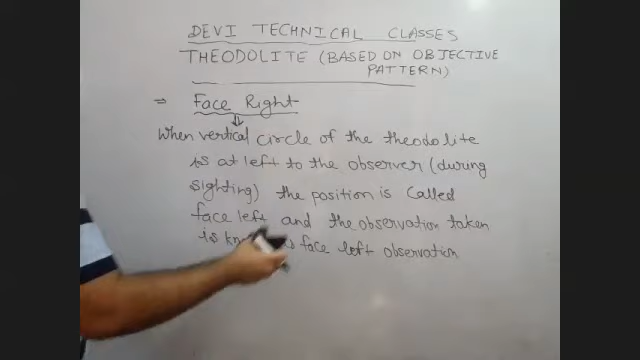 DEVI TECHNICAL CLASSES
THEODOLITE (BASED ON OBJECTIVE
PATTERN)
⇒ Face Right
When vertical circle of the theodolite
is at left to the observer (during
sighting) the position is called
face left and the observation taken
is face left observation